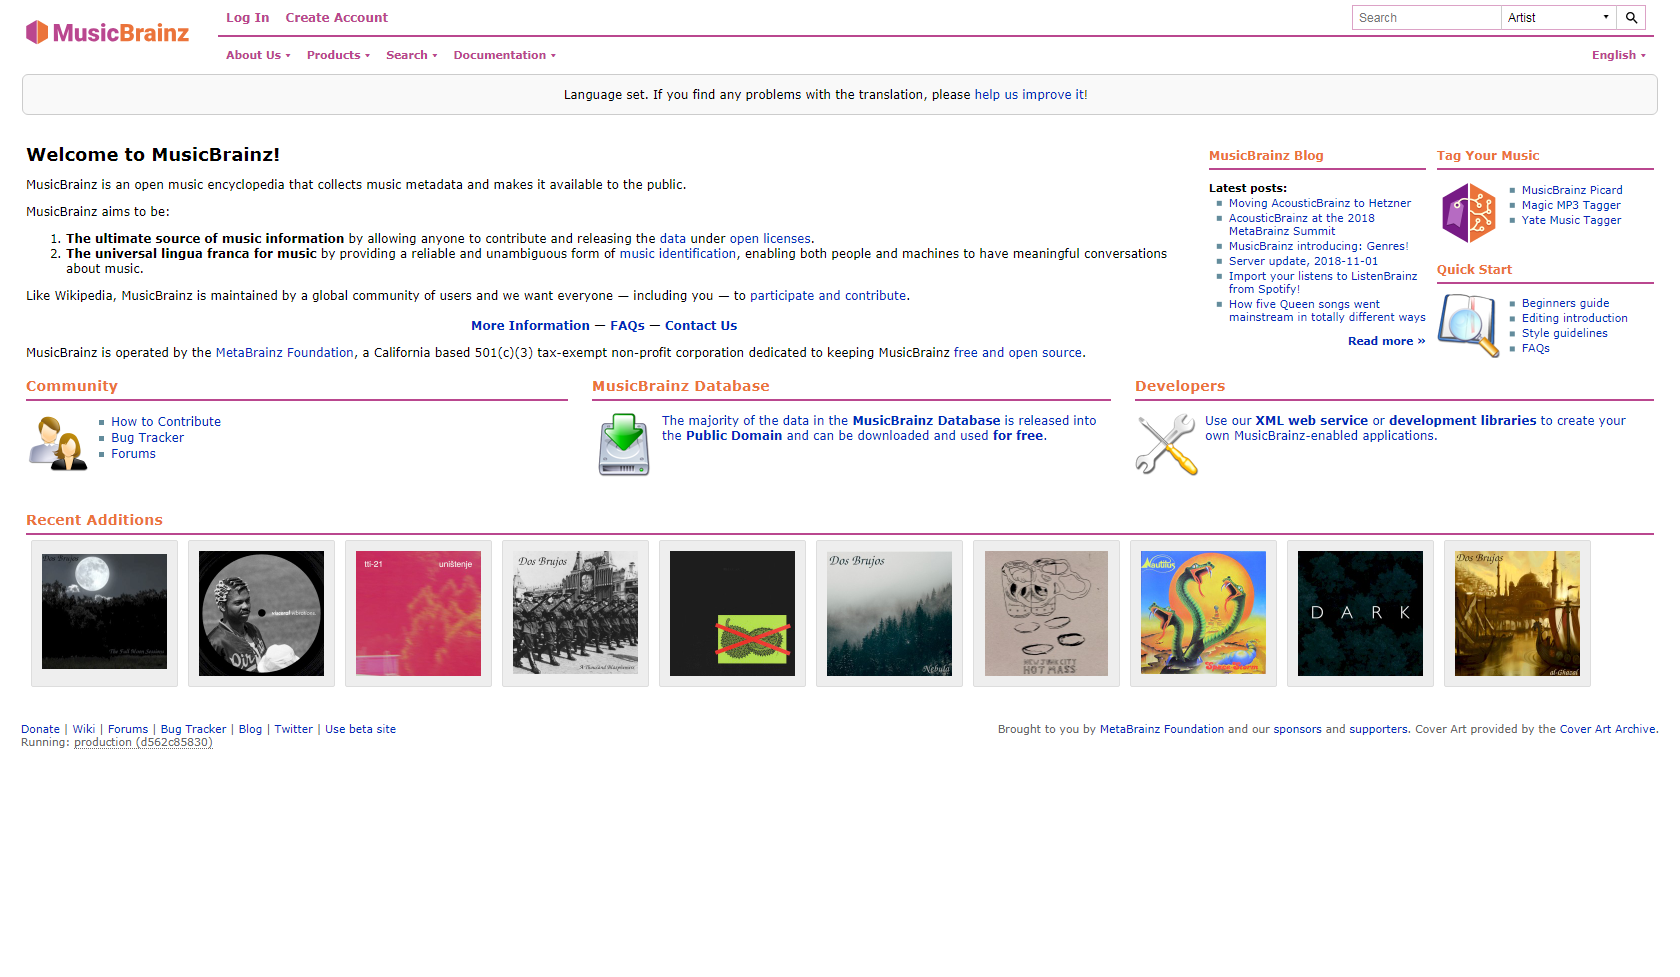 MusicBrainz
Log In Create Account
Search Artist
About Us Products Search Documentation English
Language set. If you find any problems with the translation, please help us improve it!
Welcome to MusicBrainz!
MusicBrainz is an open music encyclopedia that collects music metadata and makes it available to the public.
MusicBrainz aims to be:
1. The ultimate source of music information by allowing anyone to contribute and releasing the data under open licenses.
2. The universal lingua franca for music by providing a reliable and unambiguous form of music identification, enabling both people and machines to have meaningful conversations
about music.
Like Wikipedia, MusicBrainz is maintained by a global community of users and we want everyone — including you — to participate and contribute.
More Information — FAQs — Contact Us
MusicBrainz is operated by the MetaBrainz Foundation, a California based 501(c)(3) tax-exempt non-profit corporation dedicated to keeping MusicBrainz free and open source.
MusicBrainz Blog
Latest posts:
Moving AcousticBrainz to Hetzner
AcousticBrainz at the 2018
MetaBrainz Summit
MusicBrainz introducing: Genres!
Server update, 2018-11-01
Import your listens to ListenBrainz
from Spotify!
How five Queen songs went
mainstream in totally different ways
Read more »
Tag Your Music
MusicBrainz Picard
Magic MP3 Tagger
Yate Music Tagger
Quick Start
Beginners guide
Editing introduction
Style guidelines
FAQs
Community
How to Contribute
Bug Tracker
Forums
MusicBrainz Database
The majority of the data in the MusicBrainz Database is released into
the Public Domain and can be downloaded and used for free.
Developers
Use our XML web service or development libraries to create your
own MusicBrainz-enabled applications.
Recent Additions
Dos Brujos
The Full Moon Sessions
visceral vibrations
tti-21 uništenje
Dos Brujos
A Thousand Blasphemies
Dos Brujos
Nebula
NEW YORK CITY
HOT MASS
Nautilus
Space Storm
DARK
Dos Brujos
al-Ghazal
Donate | Wiki | Forums | Bug Tracker | Blog | Twitter | Use beta site
Running: production (d562c85830)
Brought to you by MetaBrainz Foundation and our sponsors and supporters. Cover Art provided by the Cover Art Archive.